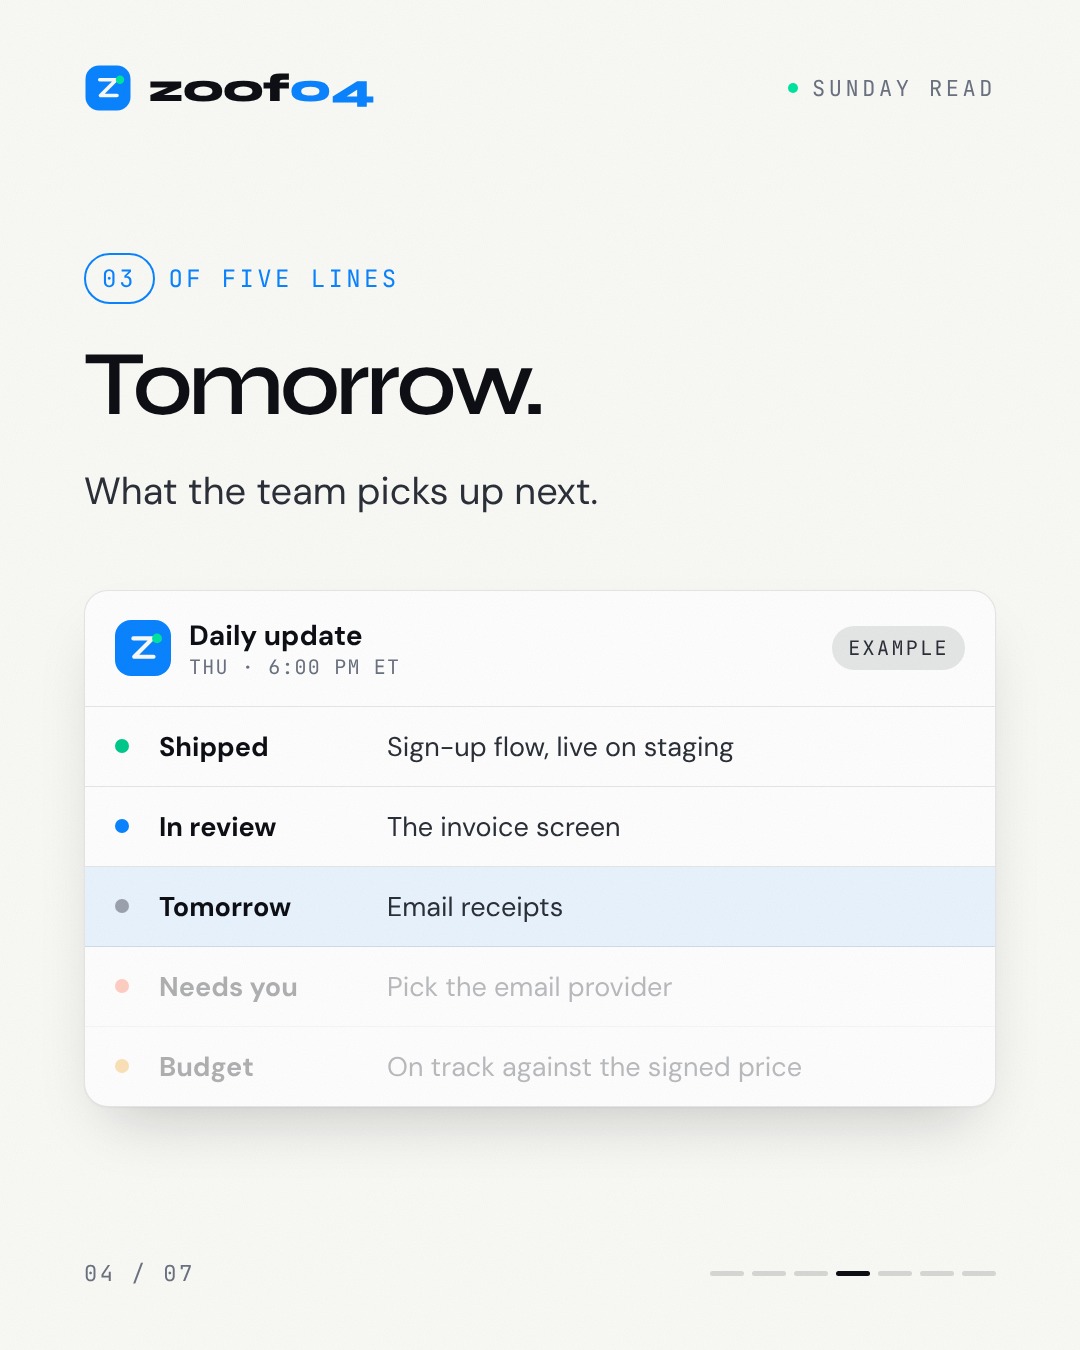 zoof04
SUNDAY READ
03 OF FIVE LINES
Tomorrow.
What the team picks up next.
Daily update
THU · 6:00 PM ET
EXAMPLE
Shipped Sign-up flow, live on staging
In review The invoice screen
Tomorrow Email receipts
Needs you Pick the email provider
Budget On track against the signed price
04 / 07